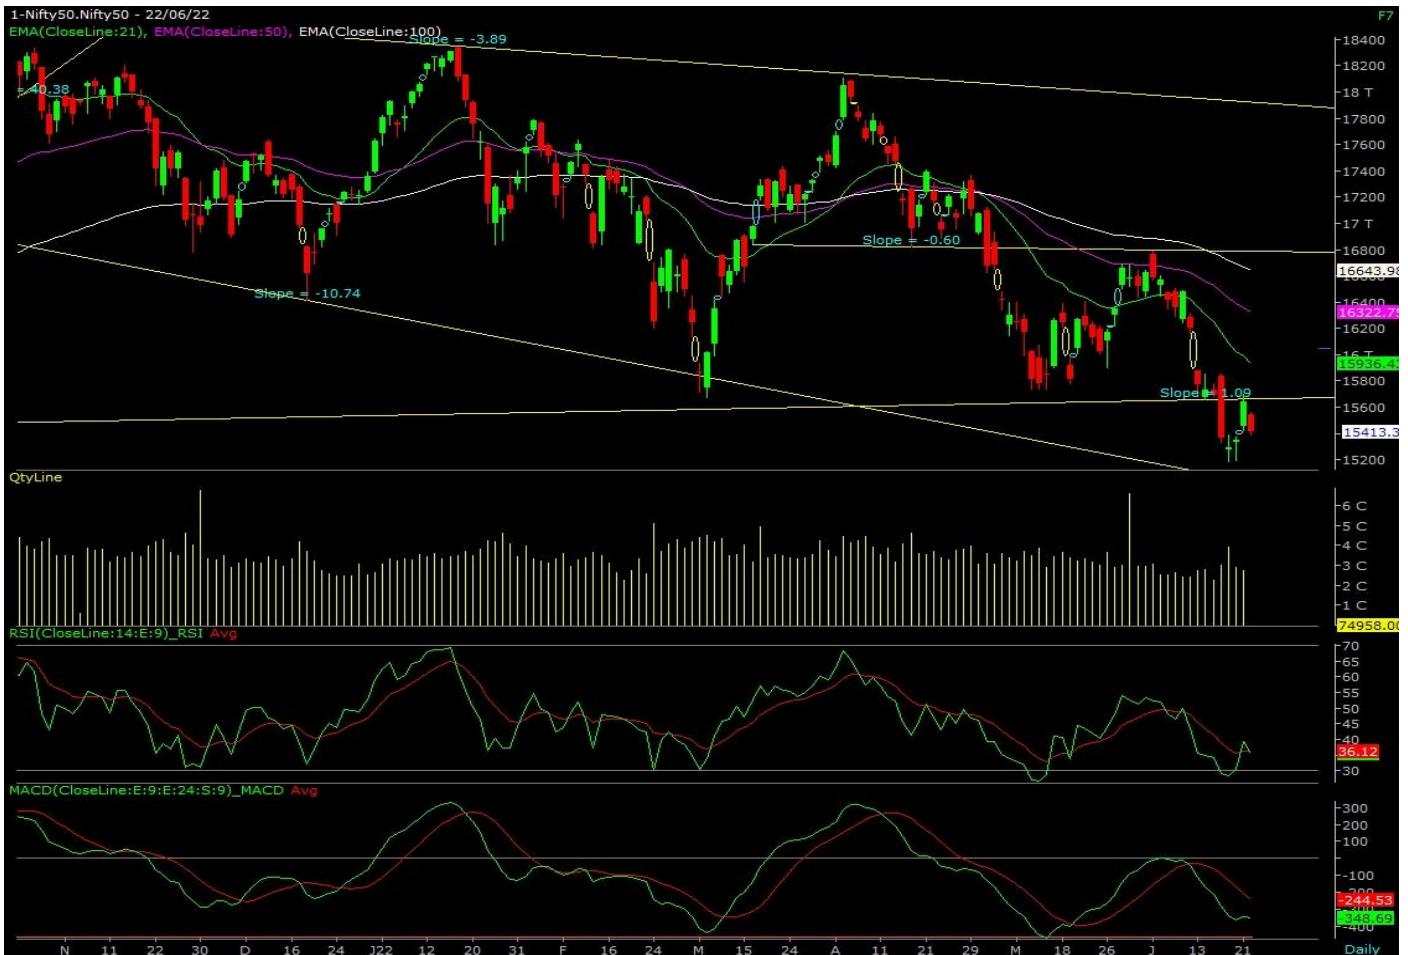 1-Nifty50.Nifty50 - 22/06/22
F7
EMA(CloseLine:21), EMA(CloseLine:50), EMA(CloseLine:100)
Slope = -3.89
= 40.38
Slope = -0.60
Slope = -10.74
Slope = 1.09
18400
18200
18 T
17800
17600
17400
17200
17 T
16800
16643.98
16400
16322.75
16200
16 T
15936.43
15800
15600
15413.3
15200
QtyLine
6 C
5 C
4 C
3 C
2 C
1 C
74958.00
RSI(CloseLine:14:E:9)_RSI Avg
70
65
60
55
50
45
40
36.12
30
MACD(CloseLine:E:9:E:24:S:9)_MACD Avg
300
200
100
-100
-200
-244.53
-348.69
-400
N 11 22 30 D 16 24 J22 11 20 F 16 24 M 15 24 A 11 21 29 M 18 26 J 13 21 Daily